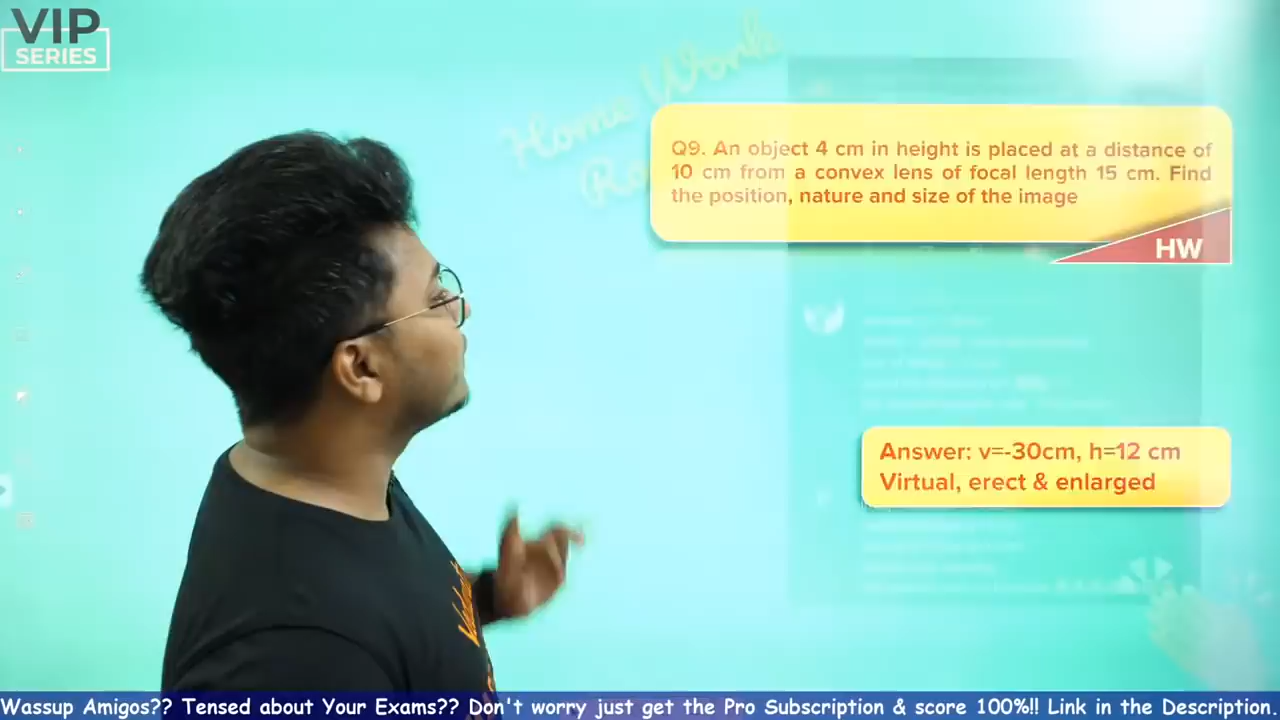 VIP
SERIES
Home Work
Q9. An object 4 cm in height is placed at a distance of
10 cm from a convex lens of focal length 15 cm. Find
the position, nature and size of the image
HW
Answer: v=-30cm, h=12 cm
Virtual, erect & enlarged
Wassup Amigos?? Tensed about Your Exams?? Don't worry just get the Pro Subscription & score 100%!! Link in the Description.